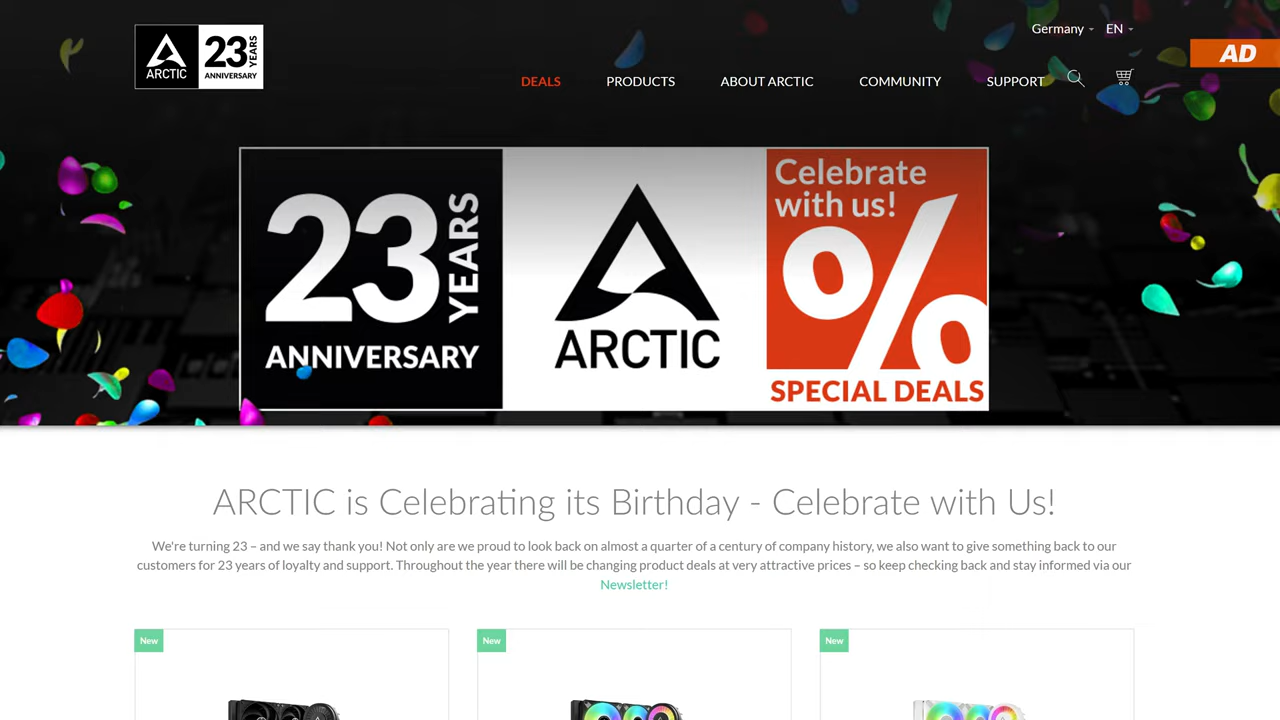 ARCTIC
23
YEARS
ANNIVERSARY
Germany
EN
AD
DEALS
PRODUCTS
ABOUT ARCTIC
COMMUNITY
SUPPORT
23
YEARS
ANNIVERSARY
ARCTIC
Celebrate
with us!
%
SPECIAL DEALS
ARCTIC is Celebrating its Birthday - Celebrate with Us!
We're turning 23 – and we say thank you! Not only are we proud to look back on almost a quarter of a century of company history, we also want to give something back to our
customers for 23 years of loyalty and support. Throughout the year there will be changing product deals at very attractive prices – so keep checking back and stay informed via our
Newsletter!
New
New
New